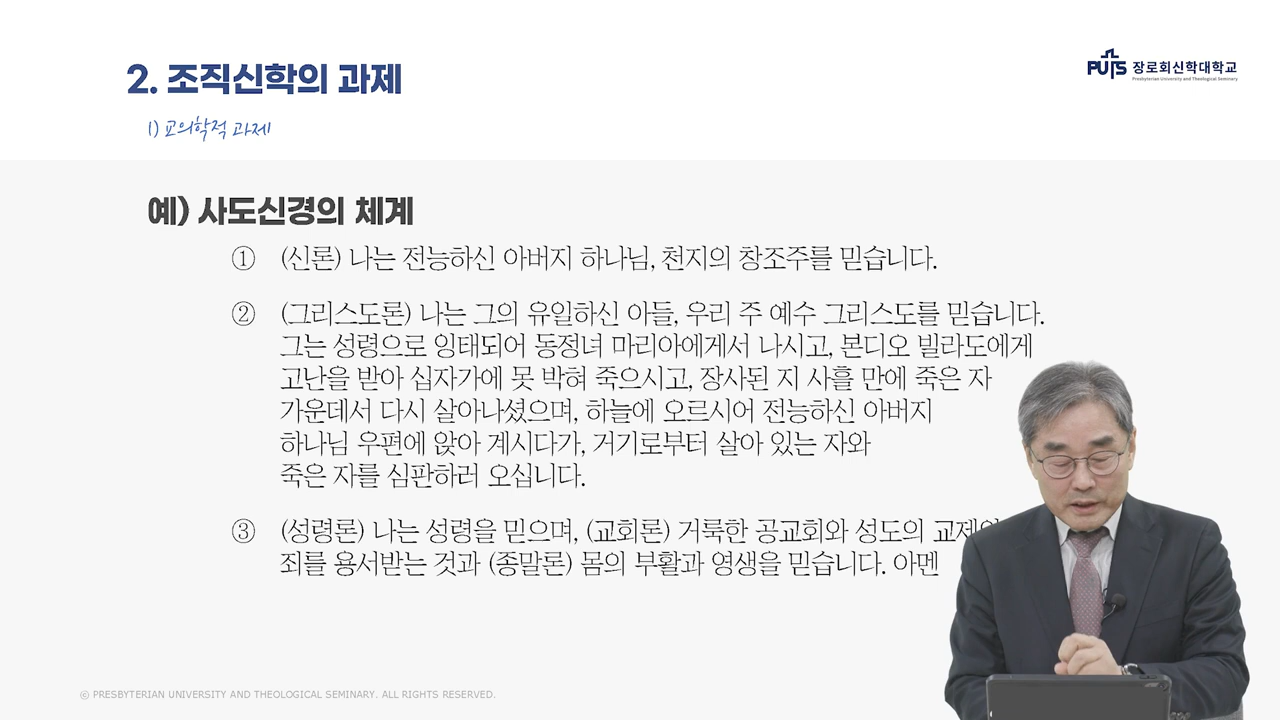 2. 조직신학의 과제
PUTS 장로회신학대학교
Presbyterian University and Theological Seminary
1) 교의학적 과제
예) 사도신경의 체계
① (신론) 나는 전능하신 아버지 하나님, 천지의 창조주를 믿습니다.
② (그리스도론) 나는 그의 유일하신 아들, 우리 주 예수 그리스도를 믿습니다.
그는 성령으로 잉태되어 동정녀 마리아에게서 나시고, 본디오 빌라도에게
고난을 받아 십자가에 못 박혀 죽으시고, 장사된 지 사흘 만에 죽은 자
가운데서 다시 살아나셨으며, 하늘에 오르시어 전능하신 아버지
하나님 우편에 앉아 계시다가, 거기로부터 살아 있는 자와
죽은 자를 심판하러 오십니다.
③ (성령론) 나는 성령을 믿으며, (교회론) 거룩한 공교회와 성도의
죄를 용서받는 것과 (종말론) 몸의 부활과 영생을 믿습니다. 아멘
© PRESBYTERIAN UNIVERSITY AND THEOLOGICAL SEMINARY. ALL RIGHTS RESERVED.